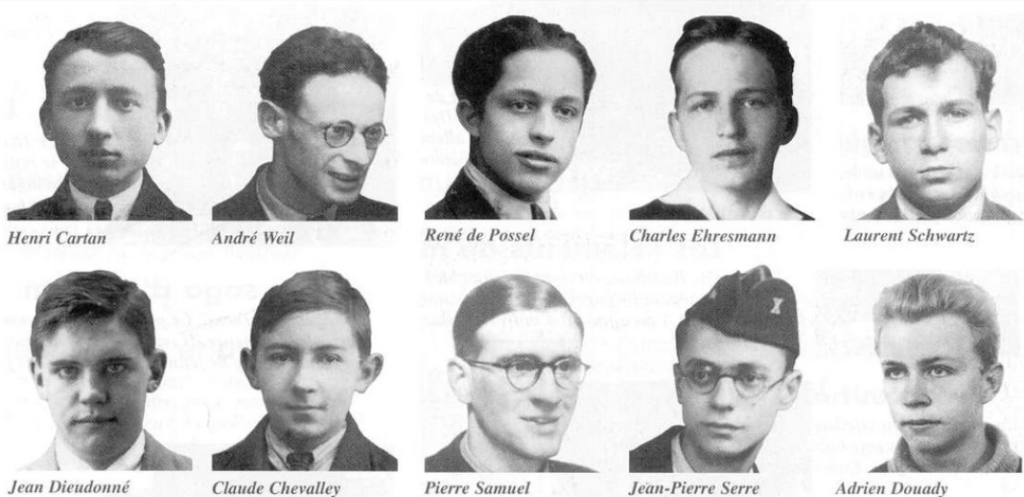 Henri Cartan
André Weil
René de Possel
Charles Ehresmann
Laurent Schwartz
Jean Dieudonné
Claude Chevalley
Pierre Samuel
Jean-Pierre Serre
Adrien Douady